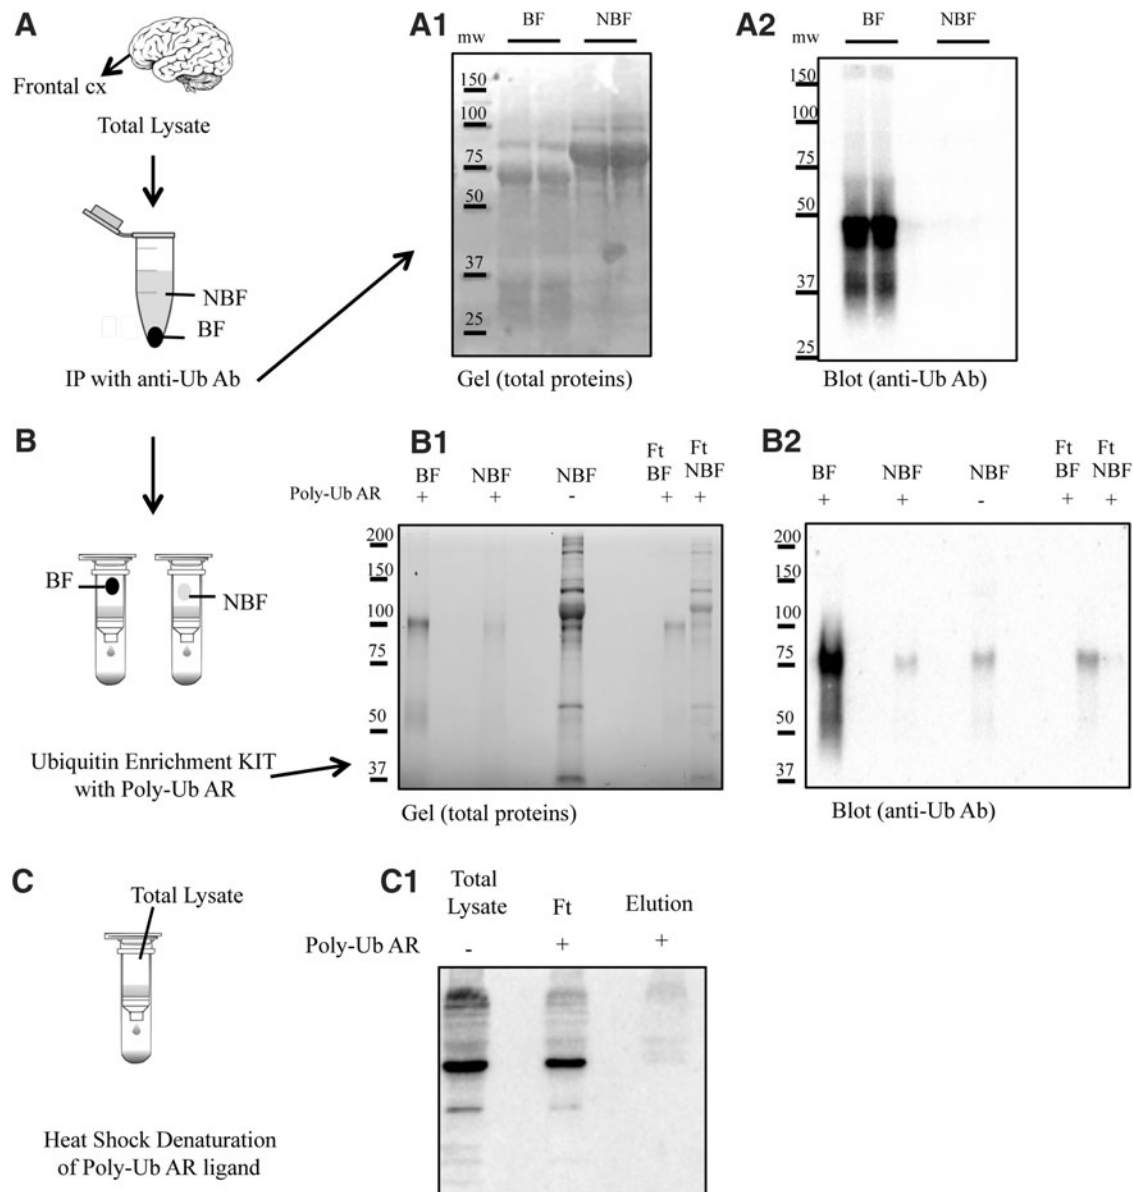 A
Frontal cx
Total Lysate
NBF
BF
IP with anti-Ub Ab
A1
BF NBF
mw
150
100
75
50
37
25
Gel (total proteins)
A2
BF NBF
mw
150
100
75
50
37
25
Blot (anti-Ub Ab)
B
BF
NBF
Ubiquitin Enrichment KIT
with Poly-Ub AR
B1
Ft Ft
BF NBF NBF BF NBF
Poly-Ub AR + + - + +
200
150
100
75
50
37
Gel (total proteins)
B2
Ft Ft
BF NBF NBF BF NBF
+ + - + +
200
150
100
75
50
37
Blot (anti-Ub Ab)
C
Total Lysate
Heat Shock Denaturation
of Poly-Ub AR ligand
C1
Total
Lysate Ft Elution
Poly-Ub AR - + +